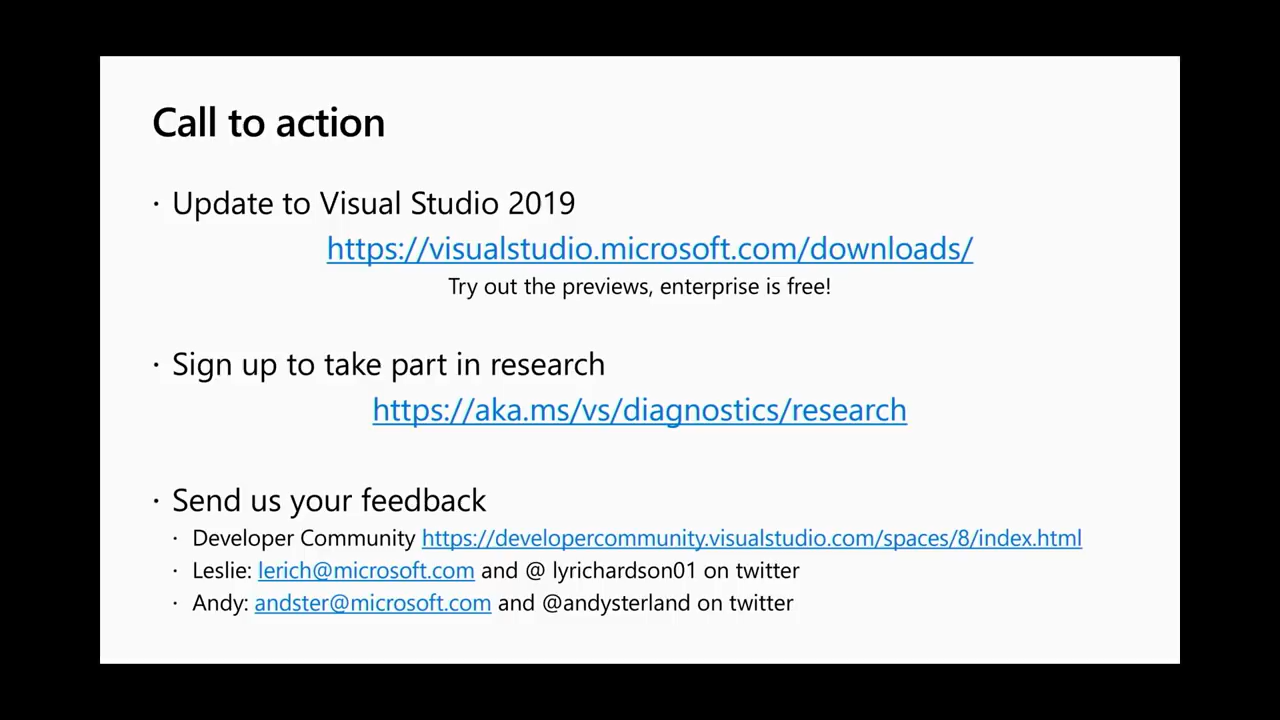 Call to action
· Update to Visual Studio 2019
https://visualstudio.microsoft.com/downloads/
Try out the previews, enterprise is free!
· Sign up to take part in research
https://aka.ms/vs/diagnostics/research
· Send us your feedback
· Developer Community https://developercommunity.visualstudio.com/spaces/8/index.html
· Leslie: lerich@microsoft.com and @ lyrichardson01 on twitter
· Andy: andster@microsoft.com and @andysterland on twitter